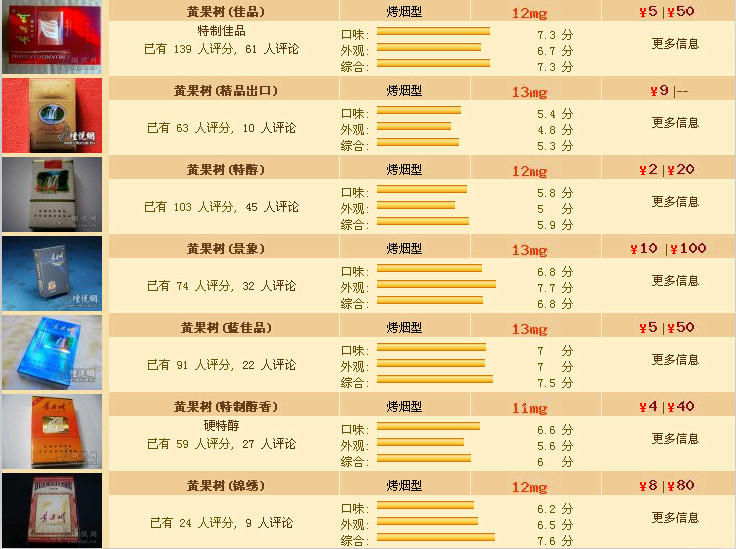 黄果树(佳品) 烤烟型 12mg ¥5|¥50
特制佳品
已有 139 人评分, 61 人评论
口味: 7.3 分
外观: 6.7 分
综合: 7.3 分
更多信息
黄果树(精品出口) 烤烟型 13mg ¥9|--
已有 63 人评分, 10 人评论
口味: 5.4 分
外观: 4.8 分
综合: 5.3 分
更多信息
黄果树(特醇) 烤烟型 12mg ¥2|¥20
已有 103 人评分, 45 人评论
口味: 5.8 分
外观: 5 分
综合: 5.9 分
更多信息
黄果树(景象) 烤烟型 13mg ¥10 |¥100
已有 74 人评分, 32 人评论
口味: 6.8 分
外观: 7.7 分
综合: 6.8 分
更多信息
黄果树(蓝佳品) 烤烟型 13mg ¥5|¥50
已有 91 人评分, 22 人评论
口味: 7 分
外观: 7 分
综合: 7.5 分
更多信息
黄果树(特制醇香) 烤烟型 11mg ¥4|¥40
硬特醇
已有 59 人评分, 27 人评论
口味: 6.6 分
外观: 5.6 分
综合: 6 分
更多信息
黄果树(锦绣) 烤烟型 12mg ¥8|¥80
已有 24 人评分, 9 人评论
口味: 6.2 分
外观: 6.5 分
综合: 7.6 分
更多信息